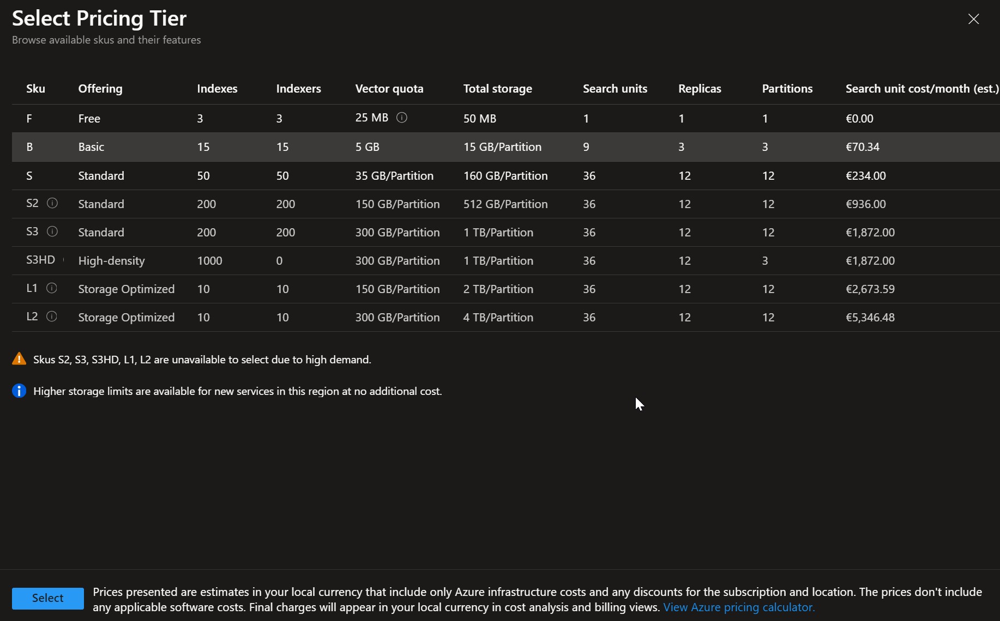 Select Pricing Tier
Browse available skus and their features
Sku Offering Indexes Indexers Vector quota Total storage Search units Replicas Partitions Search unit cost/month (est.)
F Free 3 3 25 MB 50 MB 1 1 1 €0.00
B Basic 15 15 5 GB 15 GB/Partition 9 3 3 €70.34
S Standard 50 50 35 GB/Partition 160 GB/Partition 36 12 12 €234.00
S2 Standard 200 200 150 GB/Partition 512 GB/Partition 36 12 12 €936.00
S3 Standard 200 200 300 GB/Partition 1 TB/Partition 36 12 12 €1,872.00
S3HD High-density 1000 0 300 GB/Partition 1 TB/Partition 36 12 3 €1,872.00
L1 Storage Optimized 10 10 150 GB/Partition 2 TB/Partition 36 12 12 €2,673.59
L2 Storage Optimized 10 10 300 GB/Partition 4 TB/Partition 36 12 12 €5,346.48
Skus S2, S3, S3HD, L1, L2 are unavailable to select due to high demand.
Higher storage limits are available for new services in this region at no additional cost.
Select
Prices presented are estimates in your local currency that include only Azure infrastructure costs and any discounts for the subscription and location. The prices don't include
any applicable software costs. Final charges will appear in your local currency in cost analysis and billing views. View Azure pricing calculator.